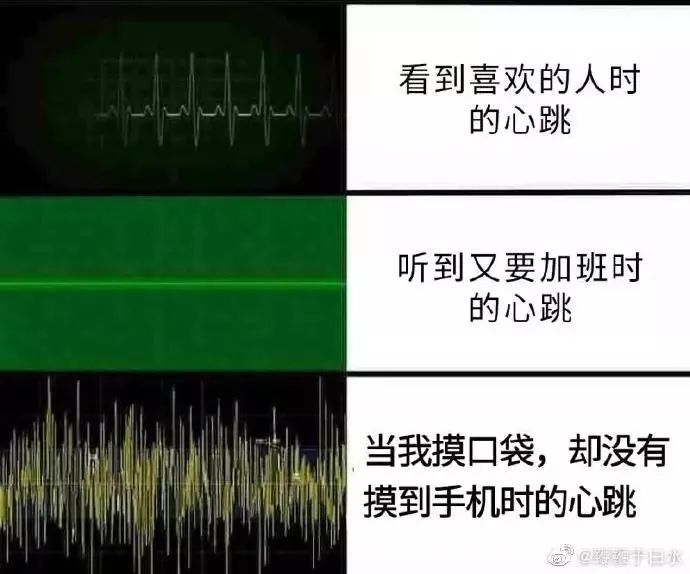 看到喜欢的人时
的心跳
听到又要加班时
的心跳
当我摸口袋，却没有
摸到手机时的心跳